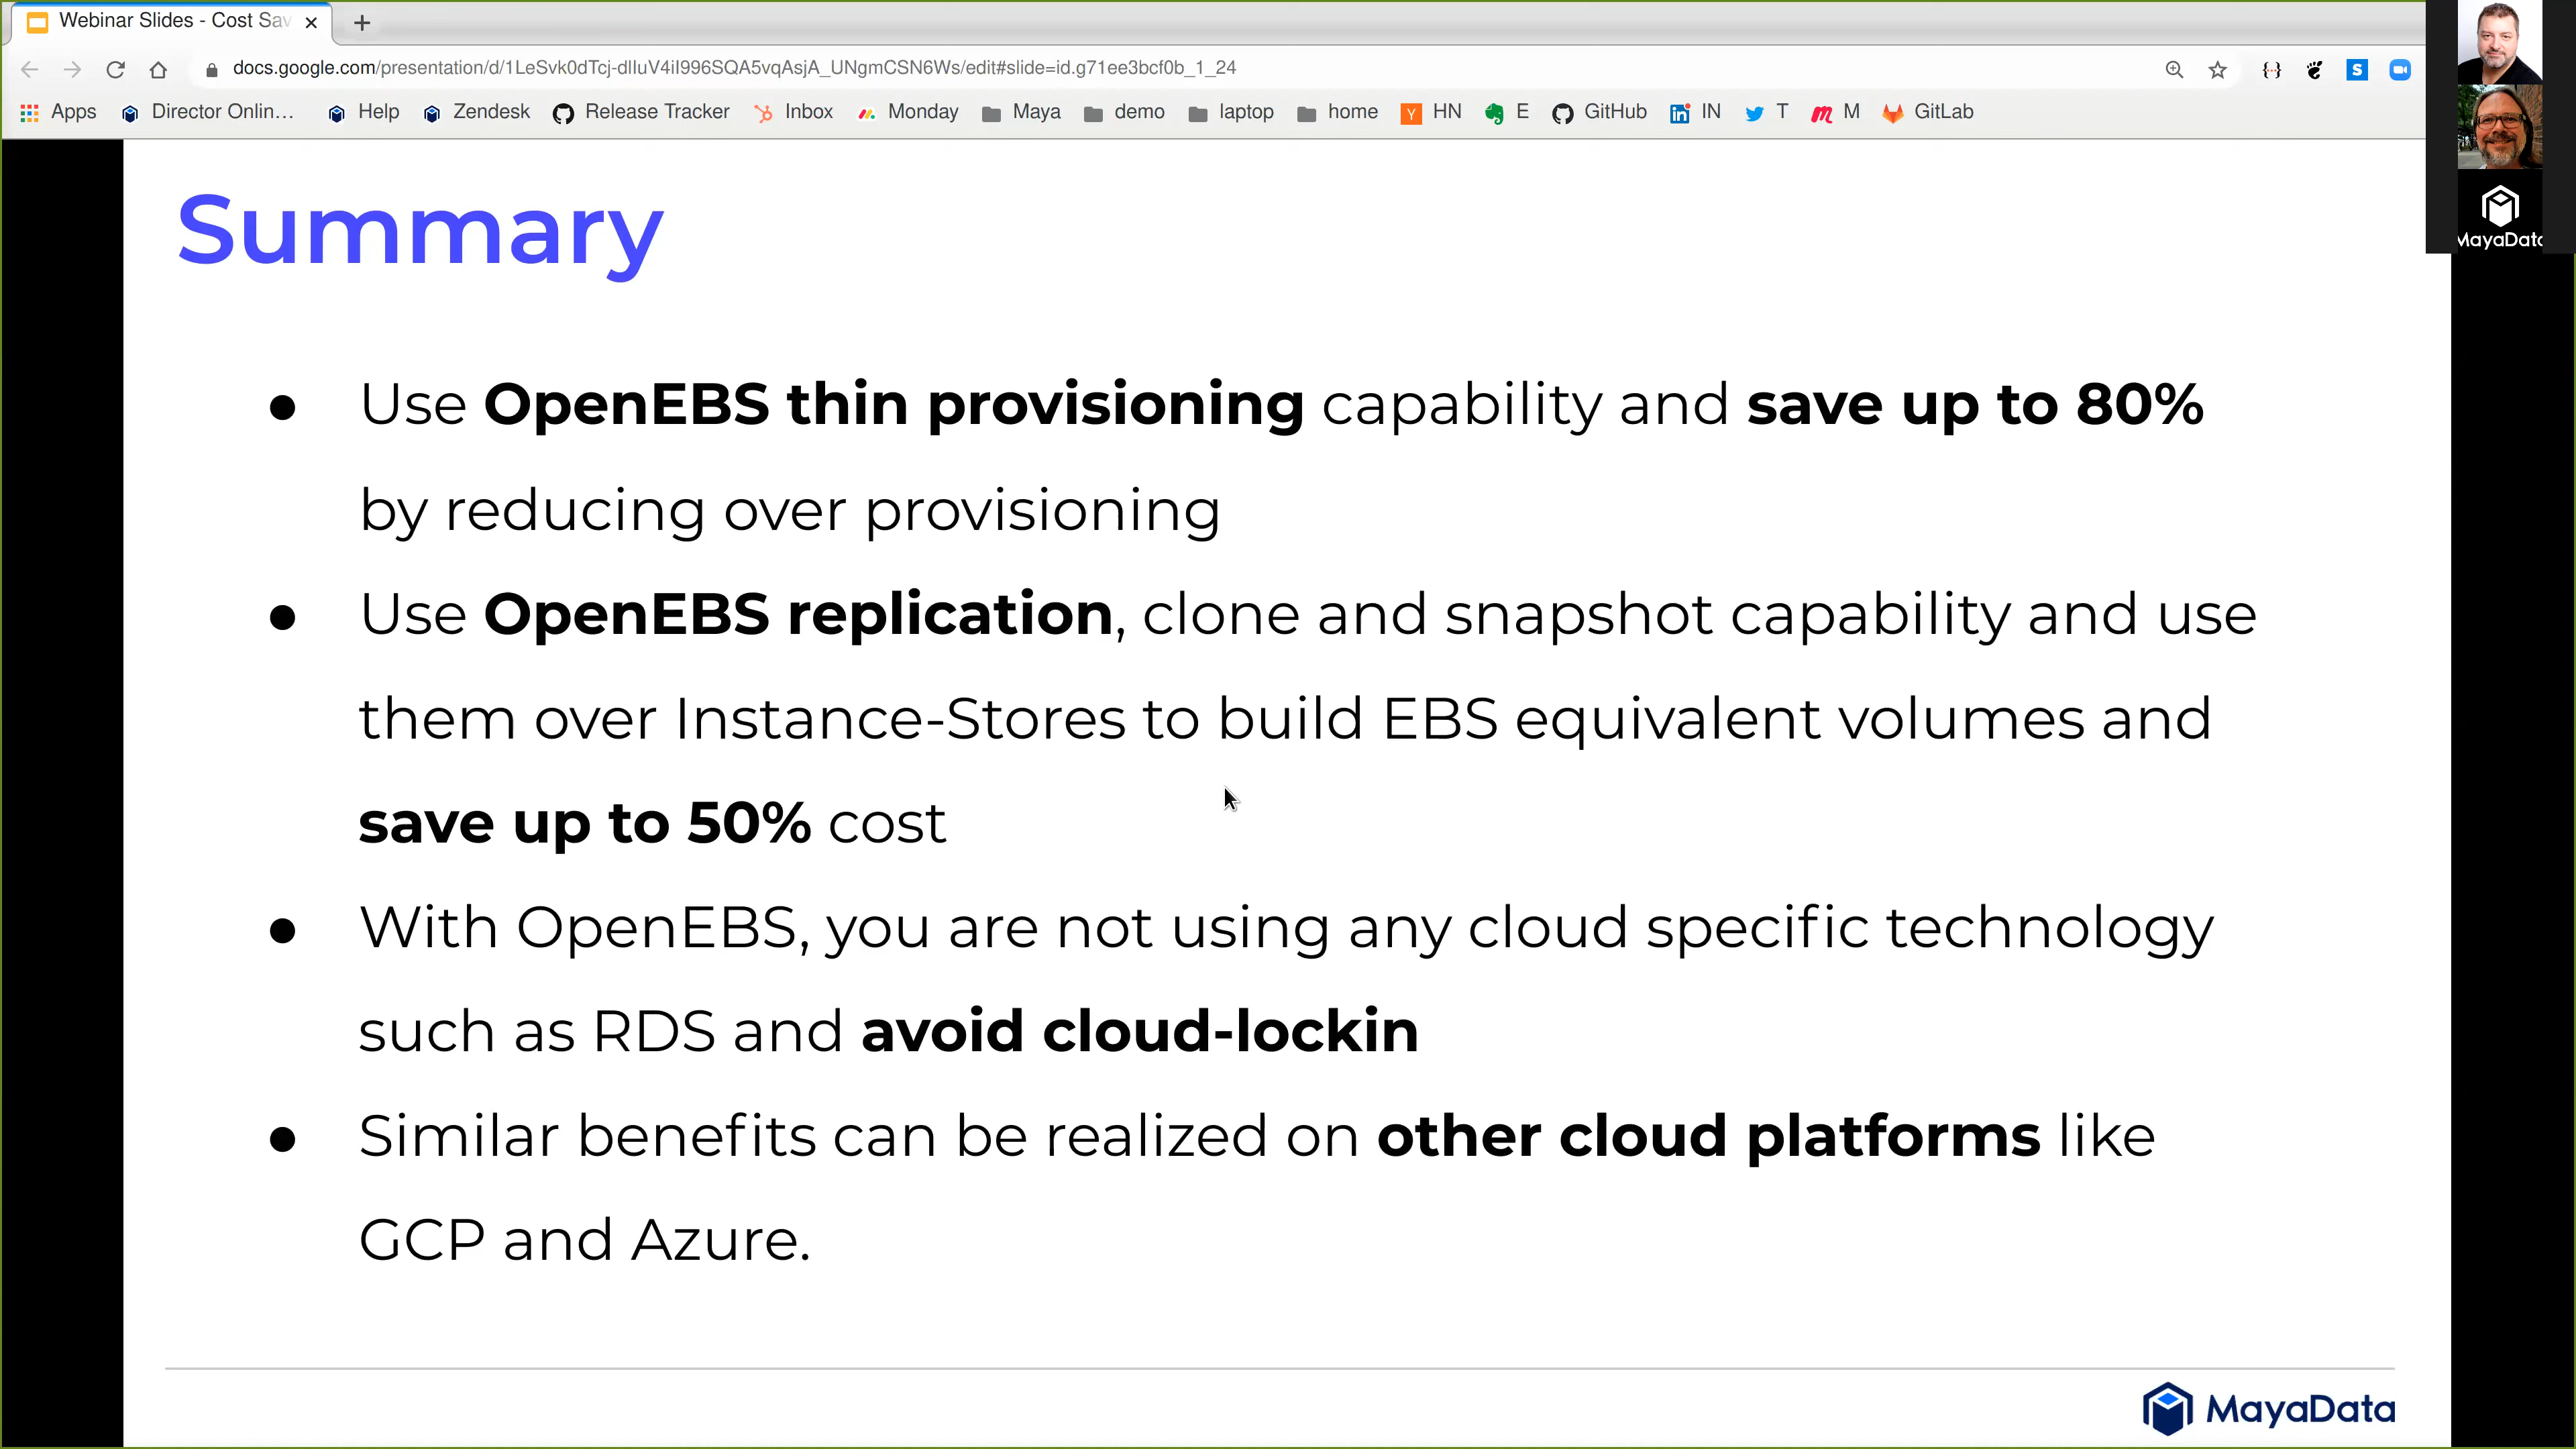 Webinar Slides - Cost Sav
docs.google.com/presentation/d/1LeSvk0dTcj-dlIuV4iI996SQA5vqAsjA_UNgmCSN6Ws/edit#slide=id.g71ee3bcf0b_1_24
S
Apps Director Onlin... Help Zendesk Release Tracker Inbox Monday Maya demo laptop home Y HN E GitHub in IN T m M GitLab
MayaData
Summary
● Use OpenEBS thin provisioning capability and save up to 80%
by reducing over provisioning
● Use OpenEBS replication, clone and snapshot capability and use
them over Instance-Stores to build EBS equivalent volumes and
save up to 50% cost
● With OpenEBS, you are not using any cloud specific technology
such as RDS and avoid cloud-lockin
● Similar benefits can be realized on other cloud platforms like
GCP and Azure.
MayaData